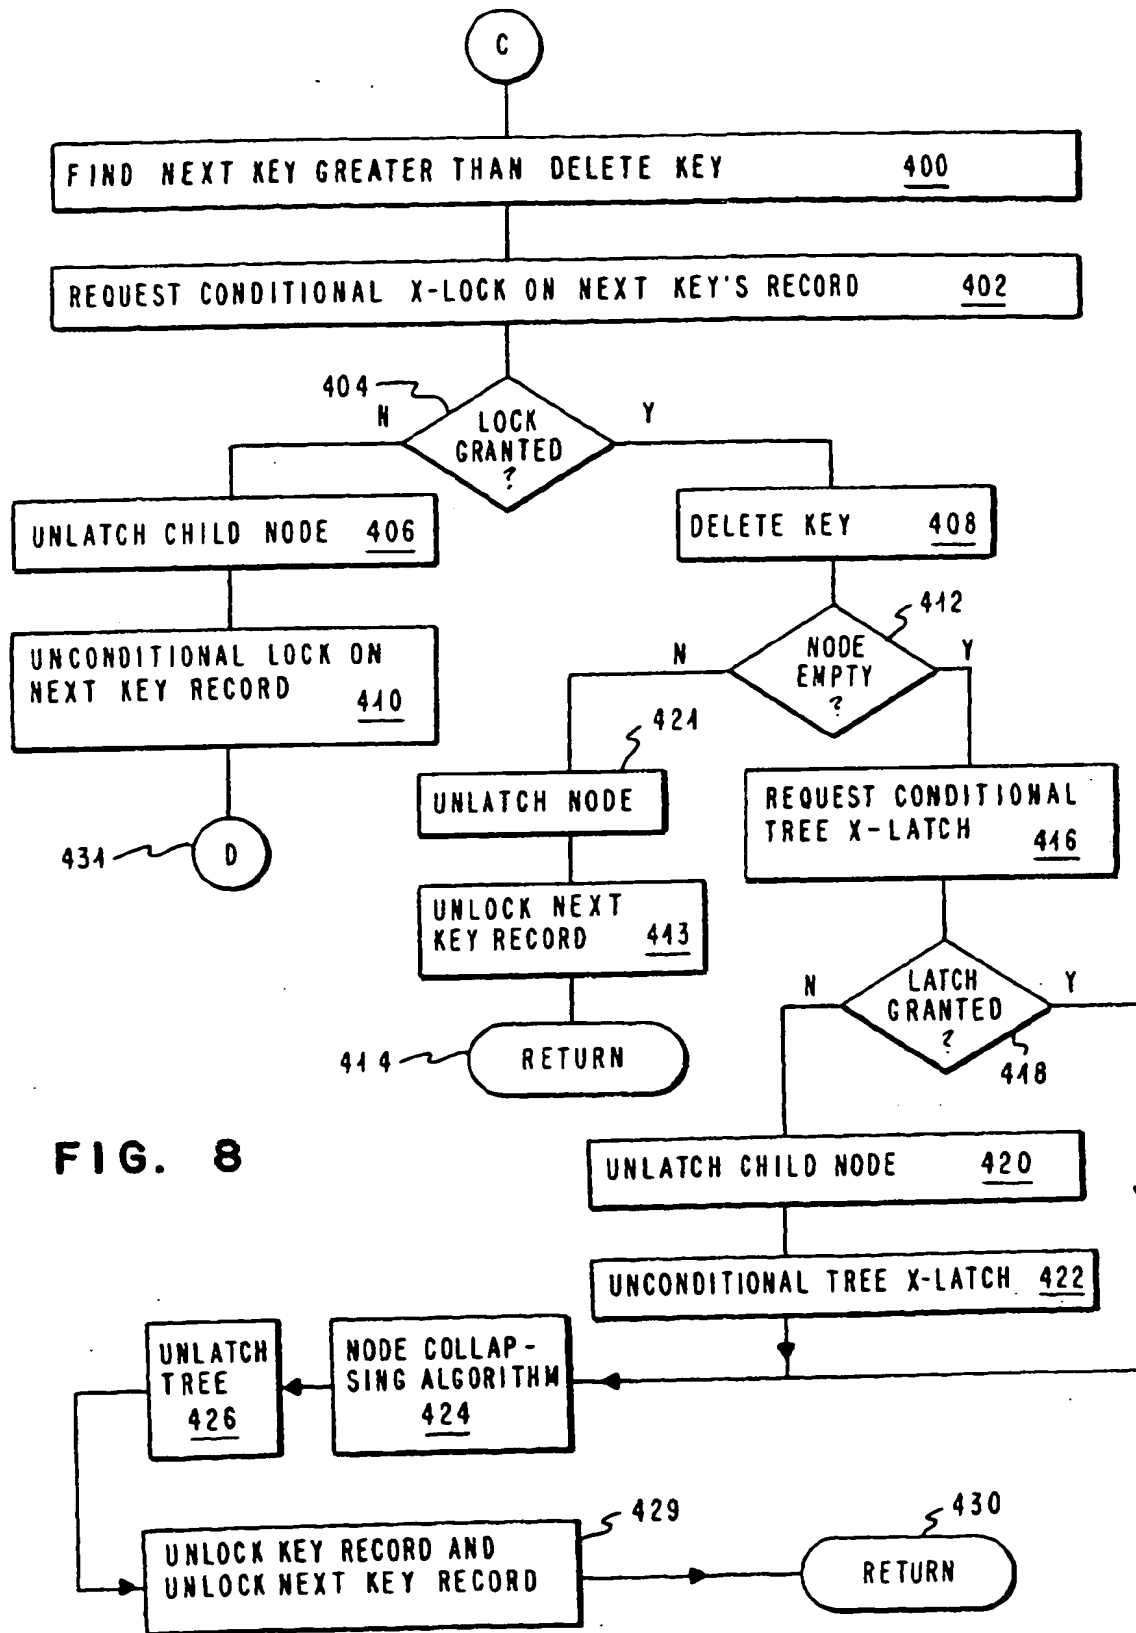 C
FIND NEXT KEY GREATER THAN DELETE KEY 400
REQUEST CONDITIONAL X-LOCK ON NEXT KEY'S RECORD 402
404
N
LOCK
GRANTED
?
Y
UNLATCH CHILD NODE 406
DELETE KEY 408
UNCONDITIONAL LOCK ON
NEXT KEY RECORD
410
412
N
NODE
EMPTY
?
Y
431
D
421
UNLATCH NODE
REQUEST CONDITIONAL
TREE X-LATCH
416
UNLOCK NEXT
KEY RECORD 413
N
LATCH
GRANTED
?
Y
418
414
RETURN
FIG. 8
UNLATCH CHILD NODE 420
UNCONDITIONAL TREE X-LATCH 422
UNLATCH
TREE
426
NODE COLLAP-
SING ALGORITHM
424
429
UNLOCK KEY RECORD AND
UNLOCK NEXT KEY RECORD
430
RETURN